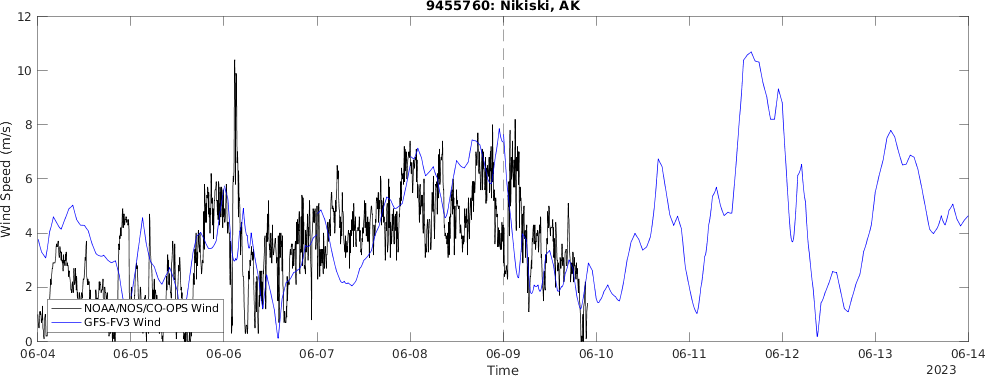 9455760: Nikiski, AK
Wind Speed (m/s)
12
10
8
6
4
2
0
NOAA/NOS/CO-OPS Wind
GFS-FV3 Wind
06-04 06-05 06-06 06-07 06-08 06-09 06-10 06-11 06-12 06-13 06-14
Time
2023